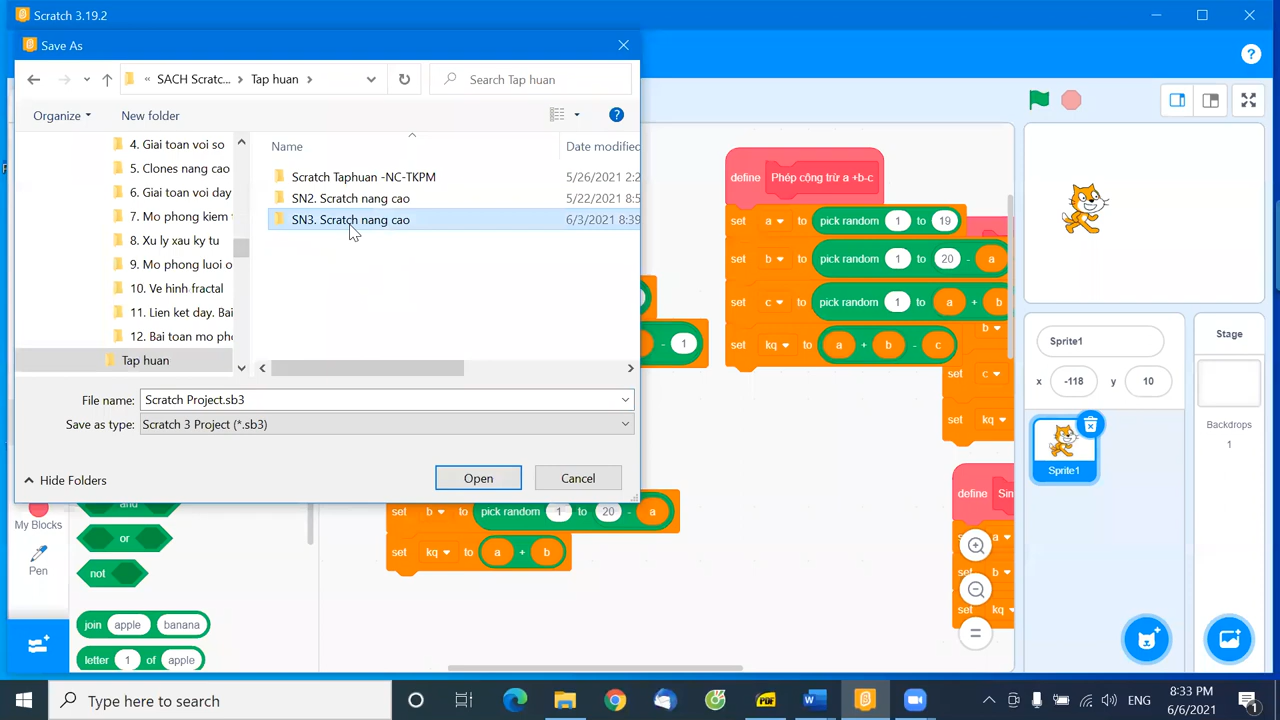 Scratch 3.19.2
Save As
« SACH Scratc... > Tap huan >
Search Tap huan
Organize
New folder
4. Giai toan voi so
5. Clones nang cao
6. Giai toan voi day
7. Mo phong kiem
8. Xu ly xau ky tu
9. Mo phong luoi o
10. Ve hinh fractal
11. Lien ket day. Bai
12. Bai toan mo ph
Tap huan
Name
Date modified
Scratch Taphuan -NC-TKPM
5/26/2021 2:2
SN2. Scratch nang cao
5/22/2021 8:5
SN3. Scratch nang cao
6/3/2021 8:39
File name:
Scratch Project.sb3
Save as type:
Scratch 3 Project (*.sb3)
Hide Folders
Open
Cancel
define Phép cộng trừ a +b-c
set a to pick random 1 to 19
set b to pick random 1 to 20 - a
set c to pick random 1 to a + b
set kq to a + b - c
- 1
b
set c
set kq
define Sin
set a
set b
set kq
set b to pick random 1 to 20 - a
set kq to a + b
My Blocks
Pen
and
or
not
join apple banana
letter 1 of apple
Sprite1
x -118 y 10
Sprite1
Stage
Backdrops
1
Type here to search
PDF
ENG
8:33 PM
6/6/2021
1